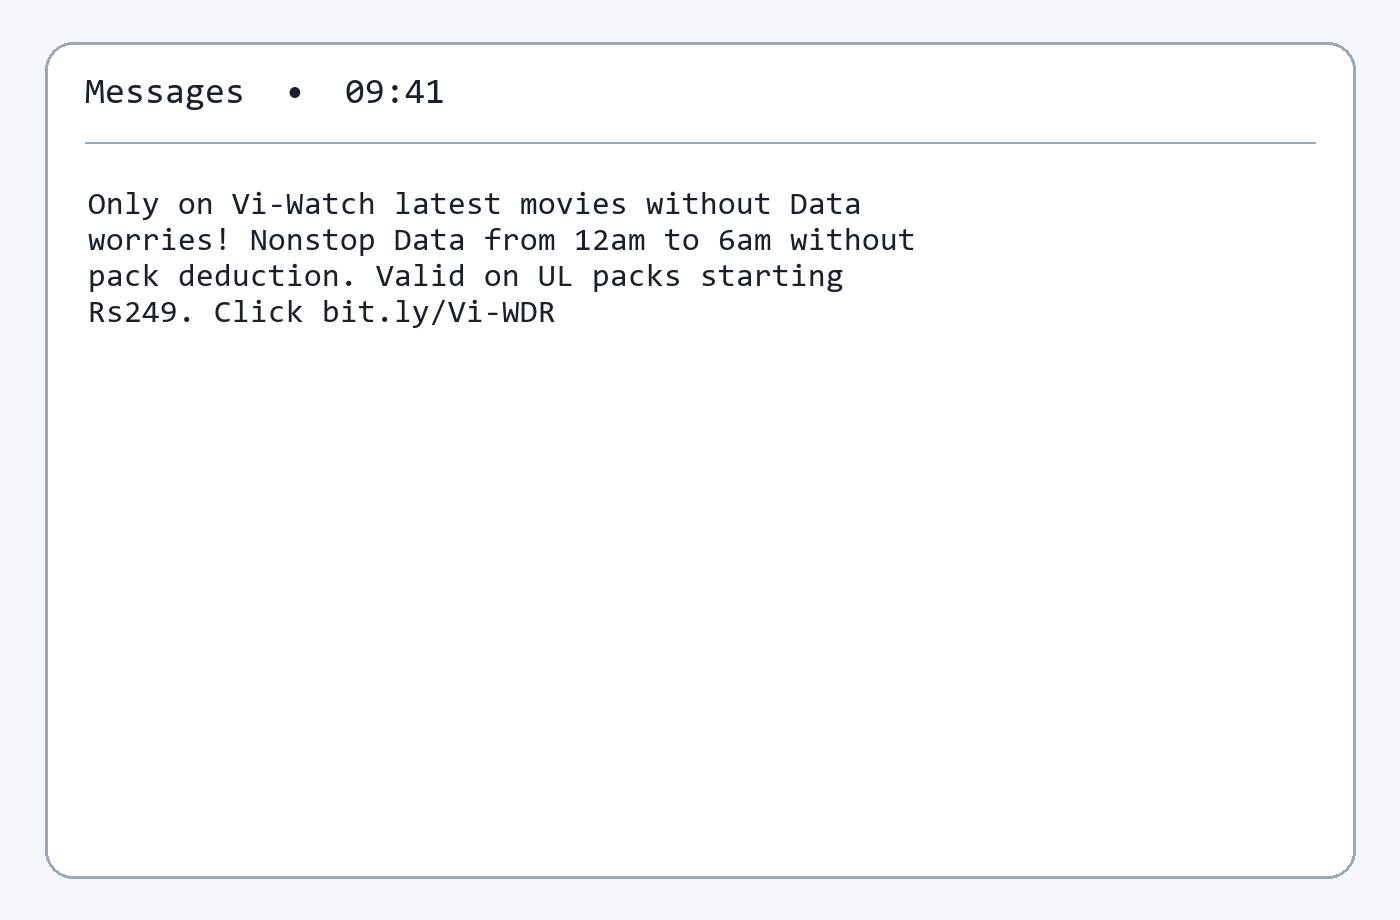 Messages • 09:41
Only on Vi-Watch latest movies without Data
worries! Nonstop Data from 12am to 6am without
pack deduction. Valid on UL packs starting
Rs249. Click bit.ly/Vi-WDR